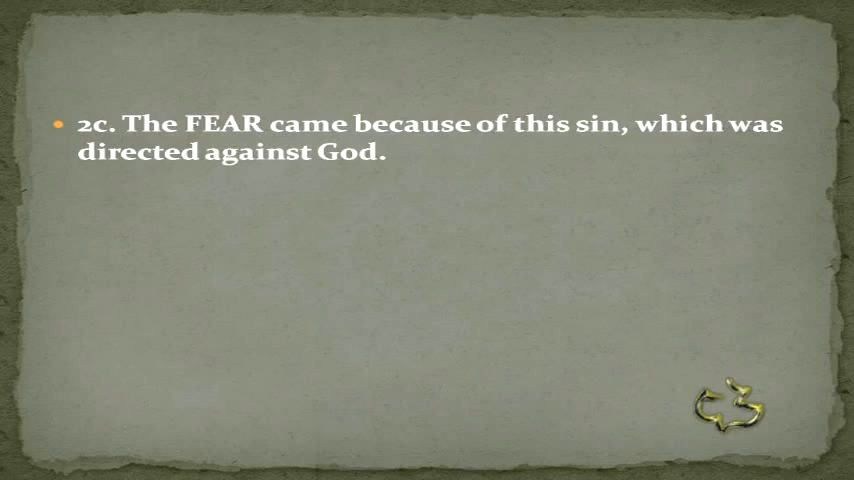 • 2c. The FEAR came because of this sin, which was
directed against God.